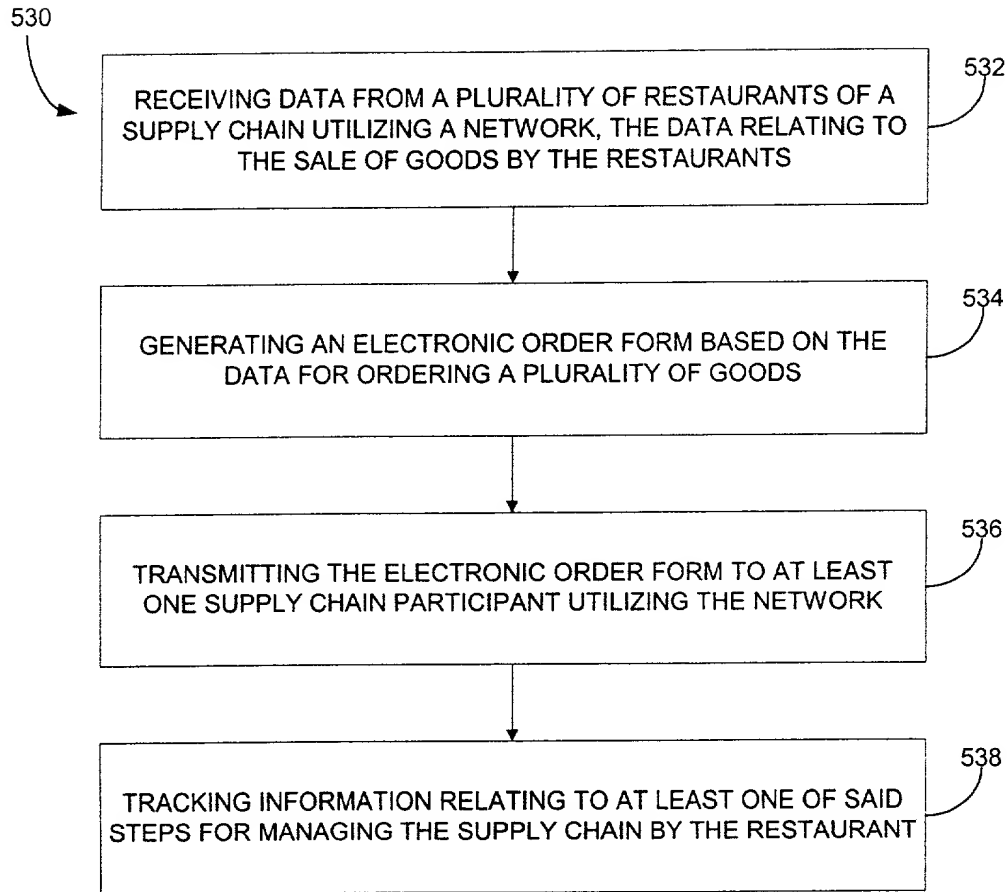 530
532
RECEIVING DATA FROM A PLURALITY OF RESTAURANTS OF A
SUPPLY CHAIN UTILIZING A NETWORK, THE DATA RELATING TO
THE SALE OF GOODS BY THE RESTAURANTS
534
GENERATING AN ELECTRONIC ORDER FORM BASED ON THE
DATA FOR ORDERING A PLURALITY OF GOODS
536
TRANSMITTING THE ELECTRONIC ORDER FORM TO AT LEAST
ONE SUPPLY CHAIN PARTICIPANT UTILIZING THE NETWORK
538
TRACKING INFORMATION RELATING TO AT LEAST ONE OF SAID
STEPS FOR MANAGING THE SUPPLY CHAIN BY THE RESTAURANT